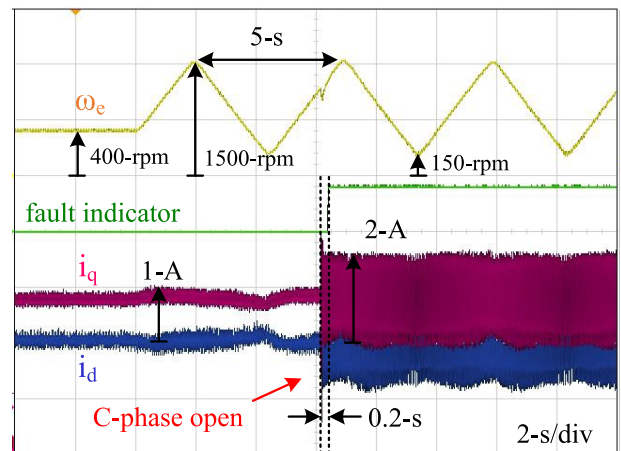 5-s
ωe
400-rpm
1500-rpm
150-rpm
fault indicator
iq
1-A
2-A
id
C-phase open
0.2-s
2-s/div